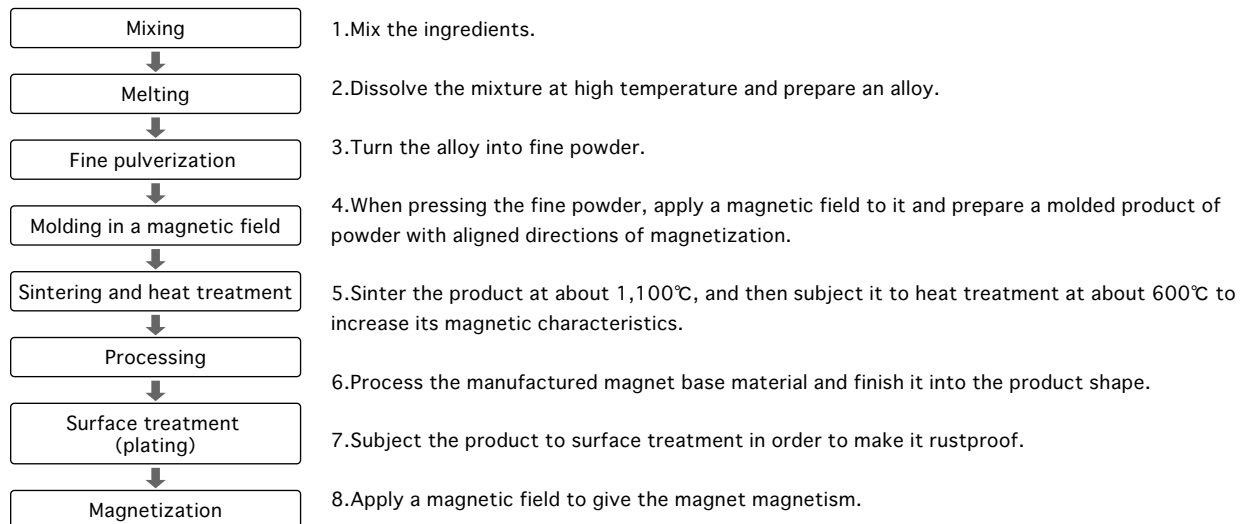 Mixing
1.Mix the ingredients.
Melting
2.Dissolve the mixture at high temperature and prepare an alloy.
Fine pulverization
3.Turn the alloy into fine powder.
Molding in a magnetic field
4.When pressing the fine powder, apply a magnetic field to it and prepare a molded product of
powder with aligned directions of magnetization.
Sintering and heat treatment
5.Sinter the product at about 1,100℃, and then subject it to heat treatment at about 600℃ to
increase its magnetic characteristics.
Processing
6.Process the manufactured magnet base material and finish it into the product shape.
Surface treatment
(plating)
7.Subject the product to surface treatment in order to make it rustproof.
Magnetization
8.Apply a magnetic field to give the magnet magnetism.